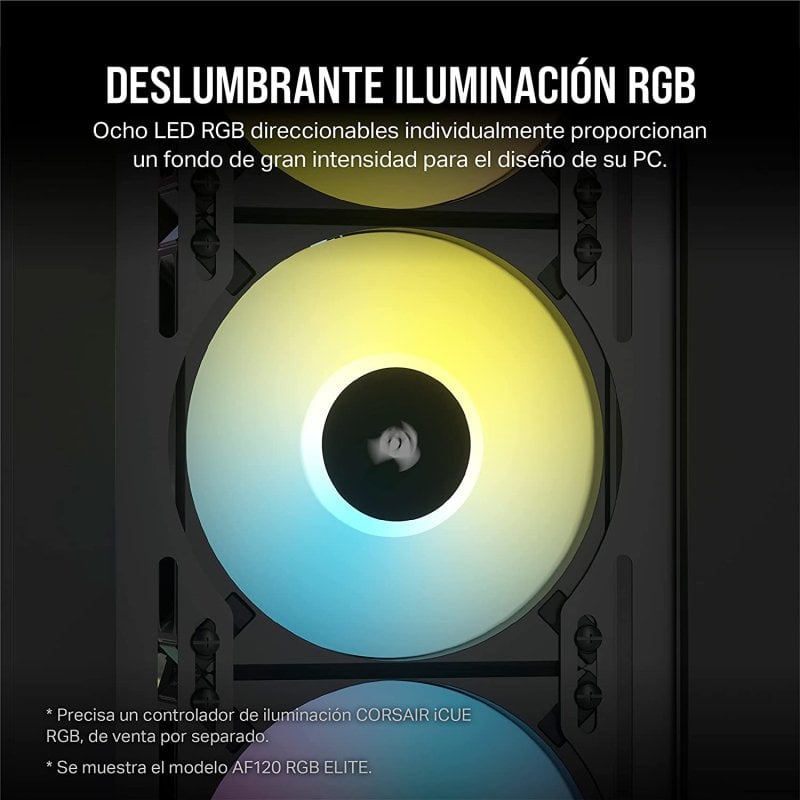 DESLUMBRANTE ILUMINACIÓN RGB
Ocho LED RGB direccionables individualmente proporcionan
un fondo de gran intensidad para el diseño de su PC.
* Precisa un controlador de iluminación CORSAIR iCUE
RGB, de venta por separado.
* Se muestra el modelo AF120 RGB ELITE.